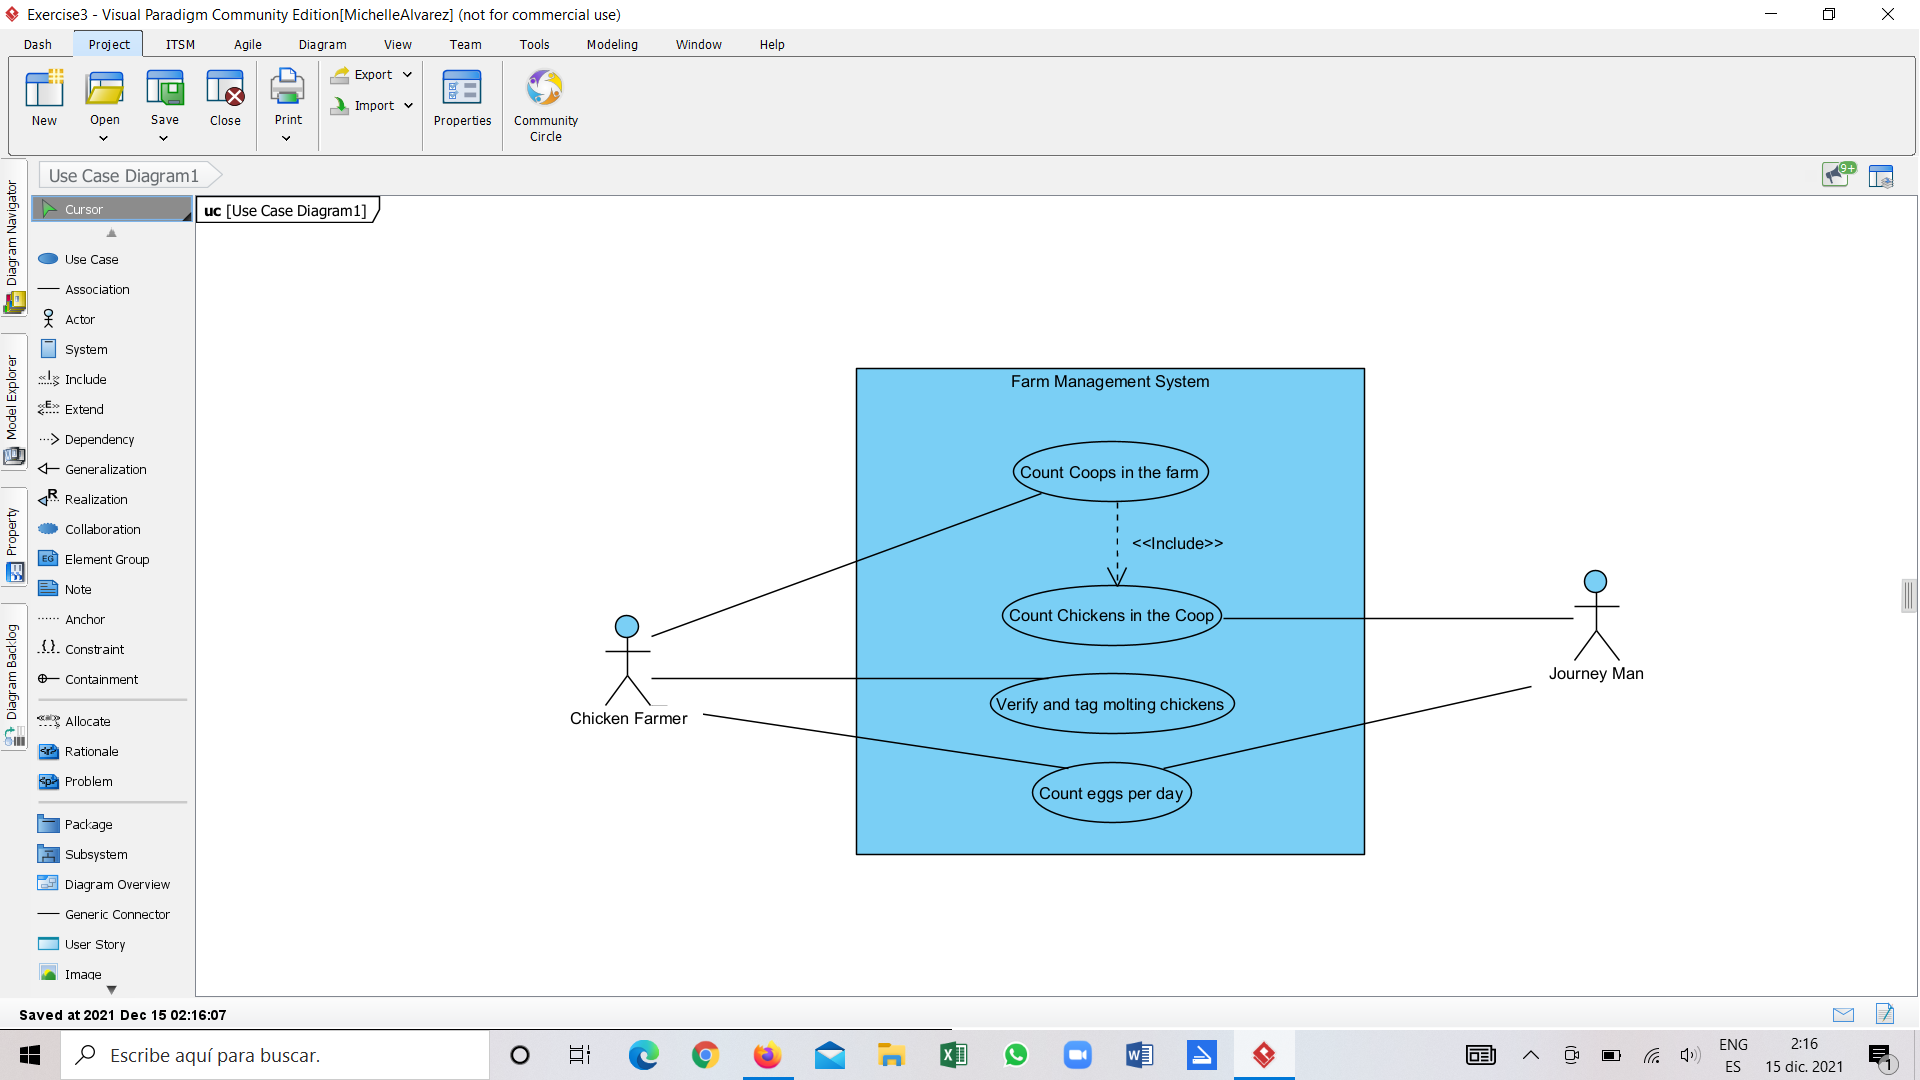 Exercise3 - Visual Paradigm Community Edition[MichelleAlvarez] (not for commercial use)
Dash Project ITSM Agile Diagram View Team Tools Modeling Window Help
New Open Save Close Print Export Import Properties Community Circle
Use Case Diagram1
9+
Diagram Navigator
Model Explorer
Property
Diagram Backlog
Cursor
Use Case
Association
Actor
System
Include
Extend
Dependency
Generalization
Realization
Collaboration
Element Group
Note
Anchor
Constraint
Containment
Allocate
Rationale
Problem
Package
Subsystem
Diagram Overview
Generic Connector
User Story
Image
uc [Use Case Diagram1]
Farm Management System
Count Coops in the farm
<<Include>>
Count Chickens in the Coop
Verify and tag molting chickens
Count eggs per day
Chicken Farmer
Journey Man
Saved at 2021 Dec 15 02:16:07
Escribe aquí para buscar.
ENG
ES
2:16
15 dic. 2021
1